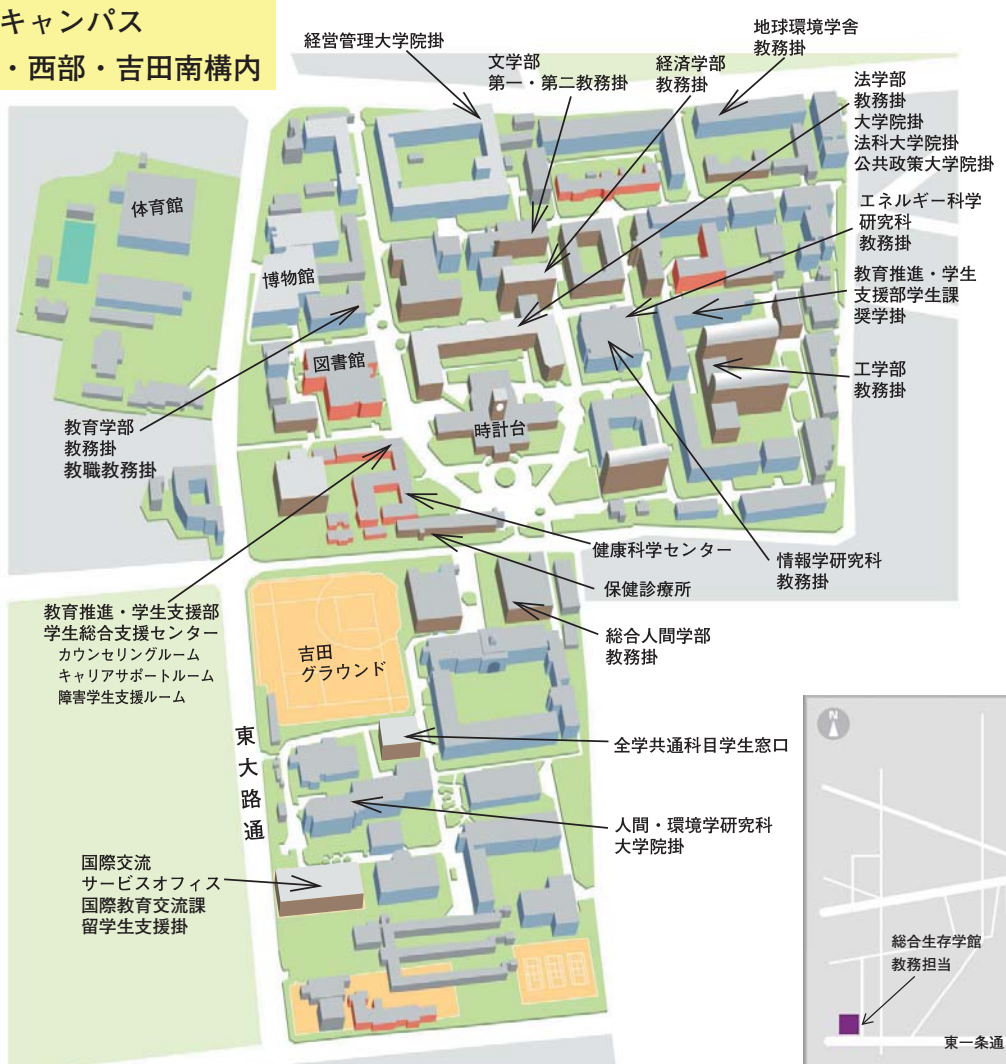 キャンパス
・西部・吉田南構内
経営管理大学院掛
文学部
第一・第二教務掛
経済学部
教務掛
地球環境学舎
教務掛
法学部
教務掛
大学院掛
法科大学院掛
公共政策大学院掛
エネルギー科学
研究科
教務掛
教育推進・学生
支援部学生課
奨学掛
工学部
教務掛
体育館
博物館
図書館
時計台
教育学部
教務掛
教職教務掛
健康科学センター
保健診療所
情報学研究科
教務掛
総合人間学部
教務掛
教育推進・学生支援部
学生総合支援センター
カウンセリングルーム
キャリアサポートルーム
障害学生支援ルーム
吉田
グラウンド
東大路通
全学共通科目学生窓口
人間・環境学研究科
大学院掛
国際交流
サービスオフィス
国際教育交流課
留学生支援掛
N
総合生存学館
教務担当
東一条通